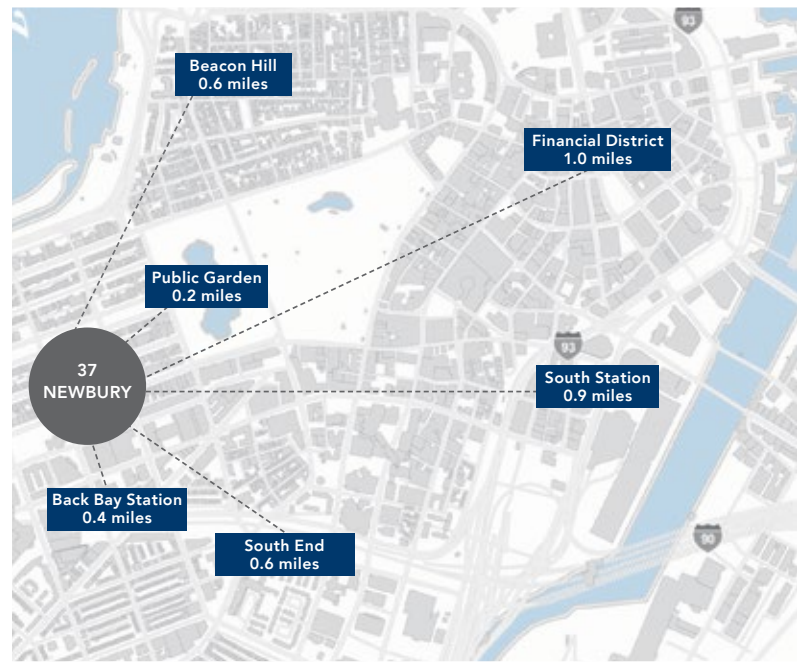 93
Beacon Hill
0.6 miles
Financial District
1.0 miles
Public Garden
0.2 miles
93
37
NEWBURY
South Station
0.9 miles
Back Bay Station
0.4 miles
90
South End
0.6 miles